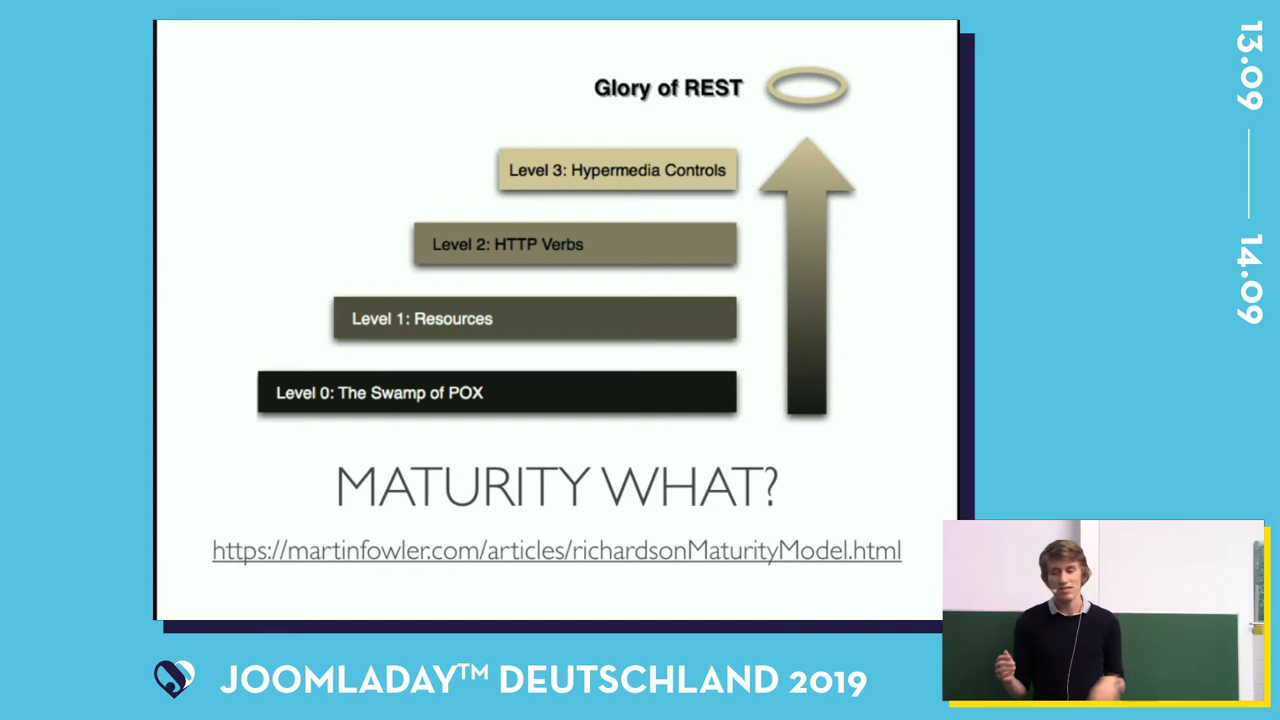 Glory of REST
Level 3: Hypermedia Controls
Level 2: HTTP Verbs
Level 1: Resources
Level 0: The Swamp of POX
MATURITY WHAT?
https://martinfowler.com/articles/richardsonMaturityModel.html
JOOMLADAY™ DEUTSCHLAND 2019
13.09
14.09